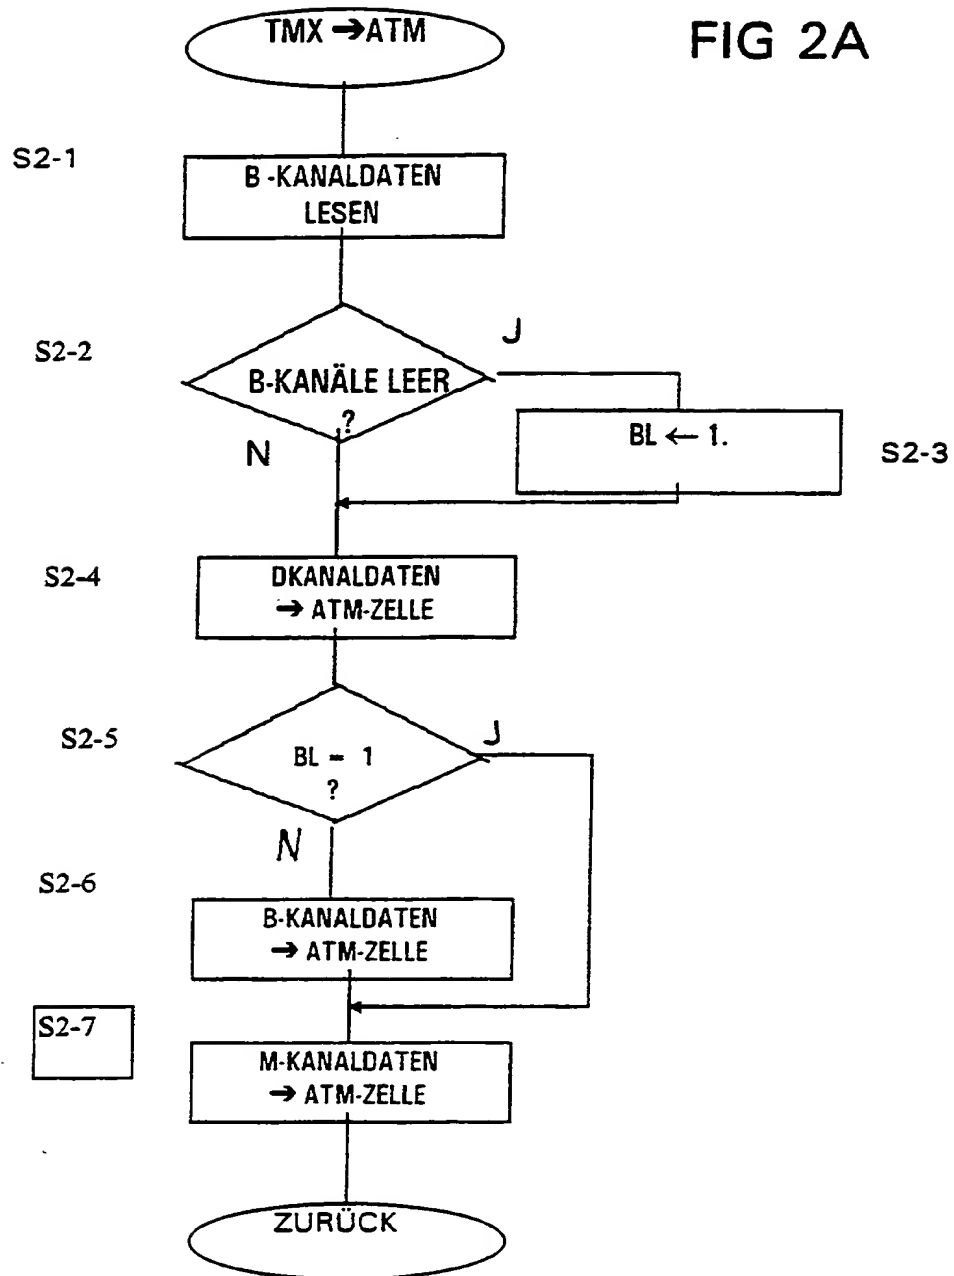 TMX → ATM
FIG 2A
S2-1
B -KANALDATEN
LESEN
S2-2
J
B-KANÄLE LEER
?
N
BL ← 1.
S2-3
S2-4
DKANALDATEN
→ ATM-ZELLE
S2-5
J
BL = 1
?
N
S2-6
B-KANALDATEN
→ ATM-ZELLE
S2-7
M-KANALDATEN
→ ATM-ZELLE
ZURÜCK